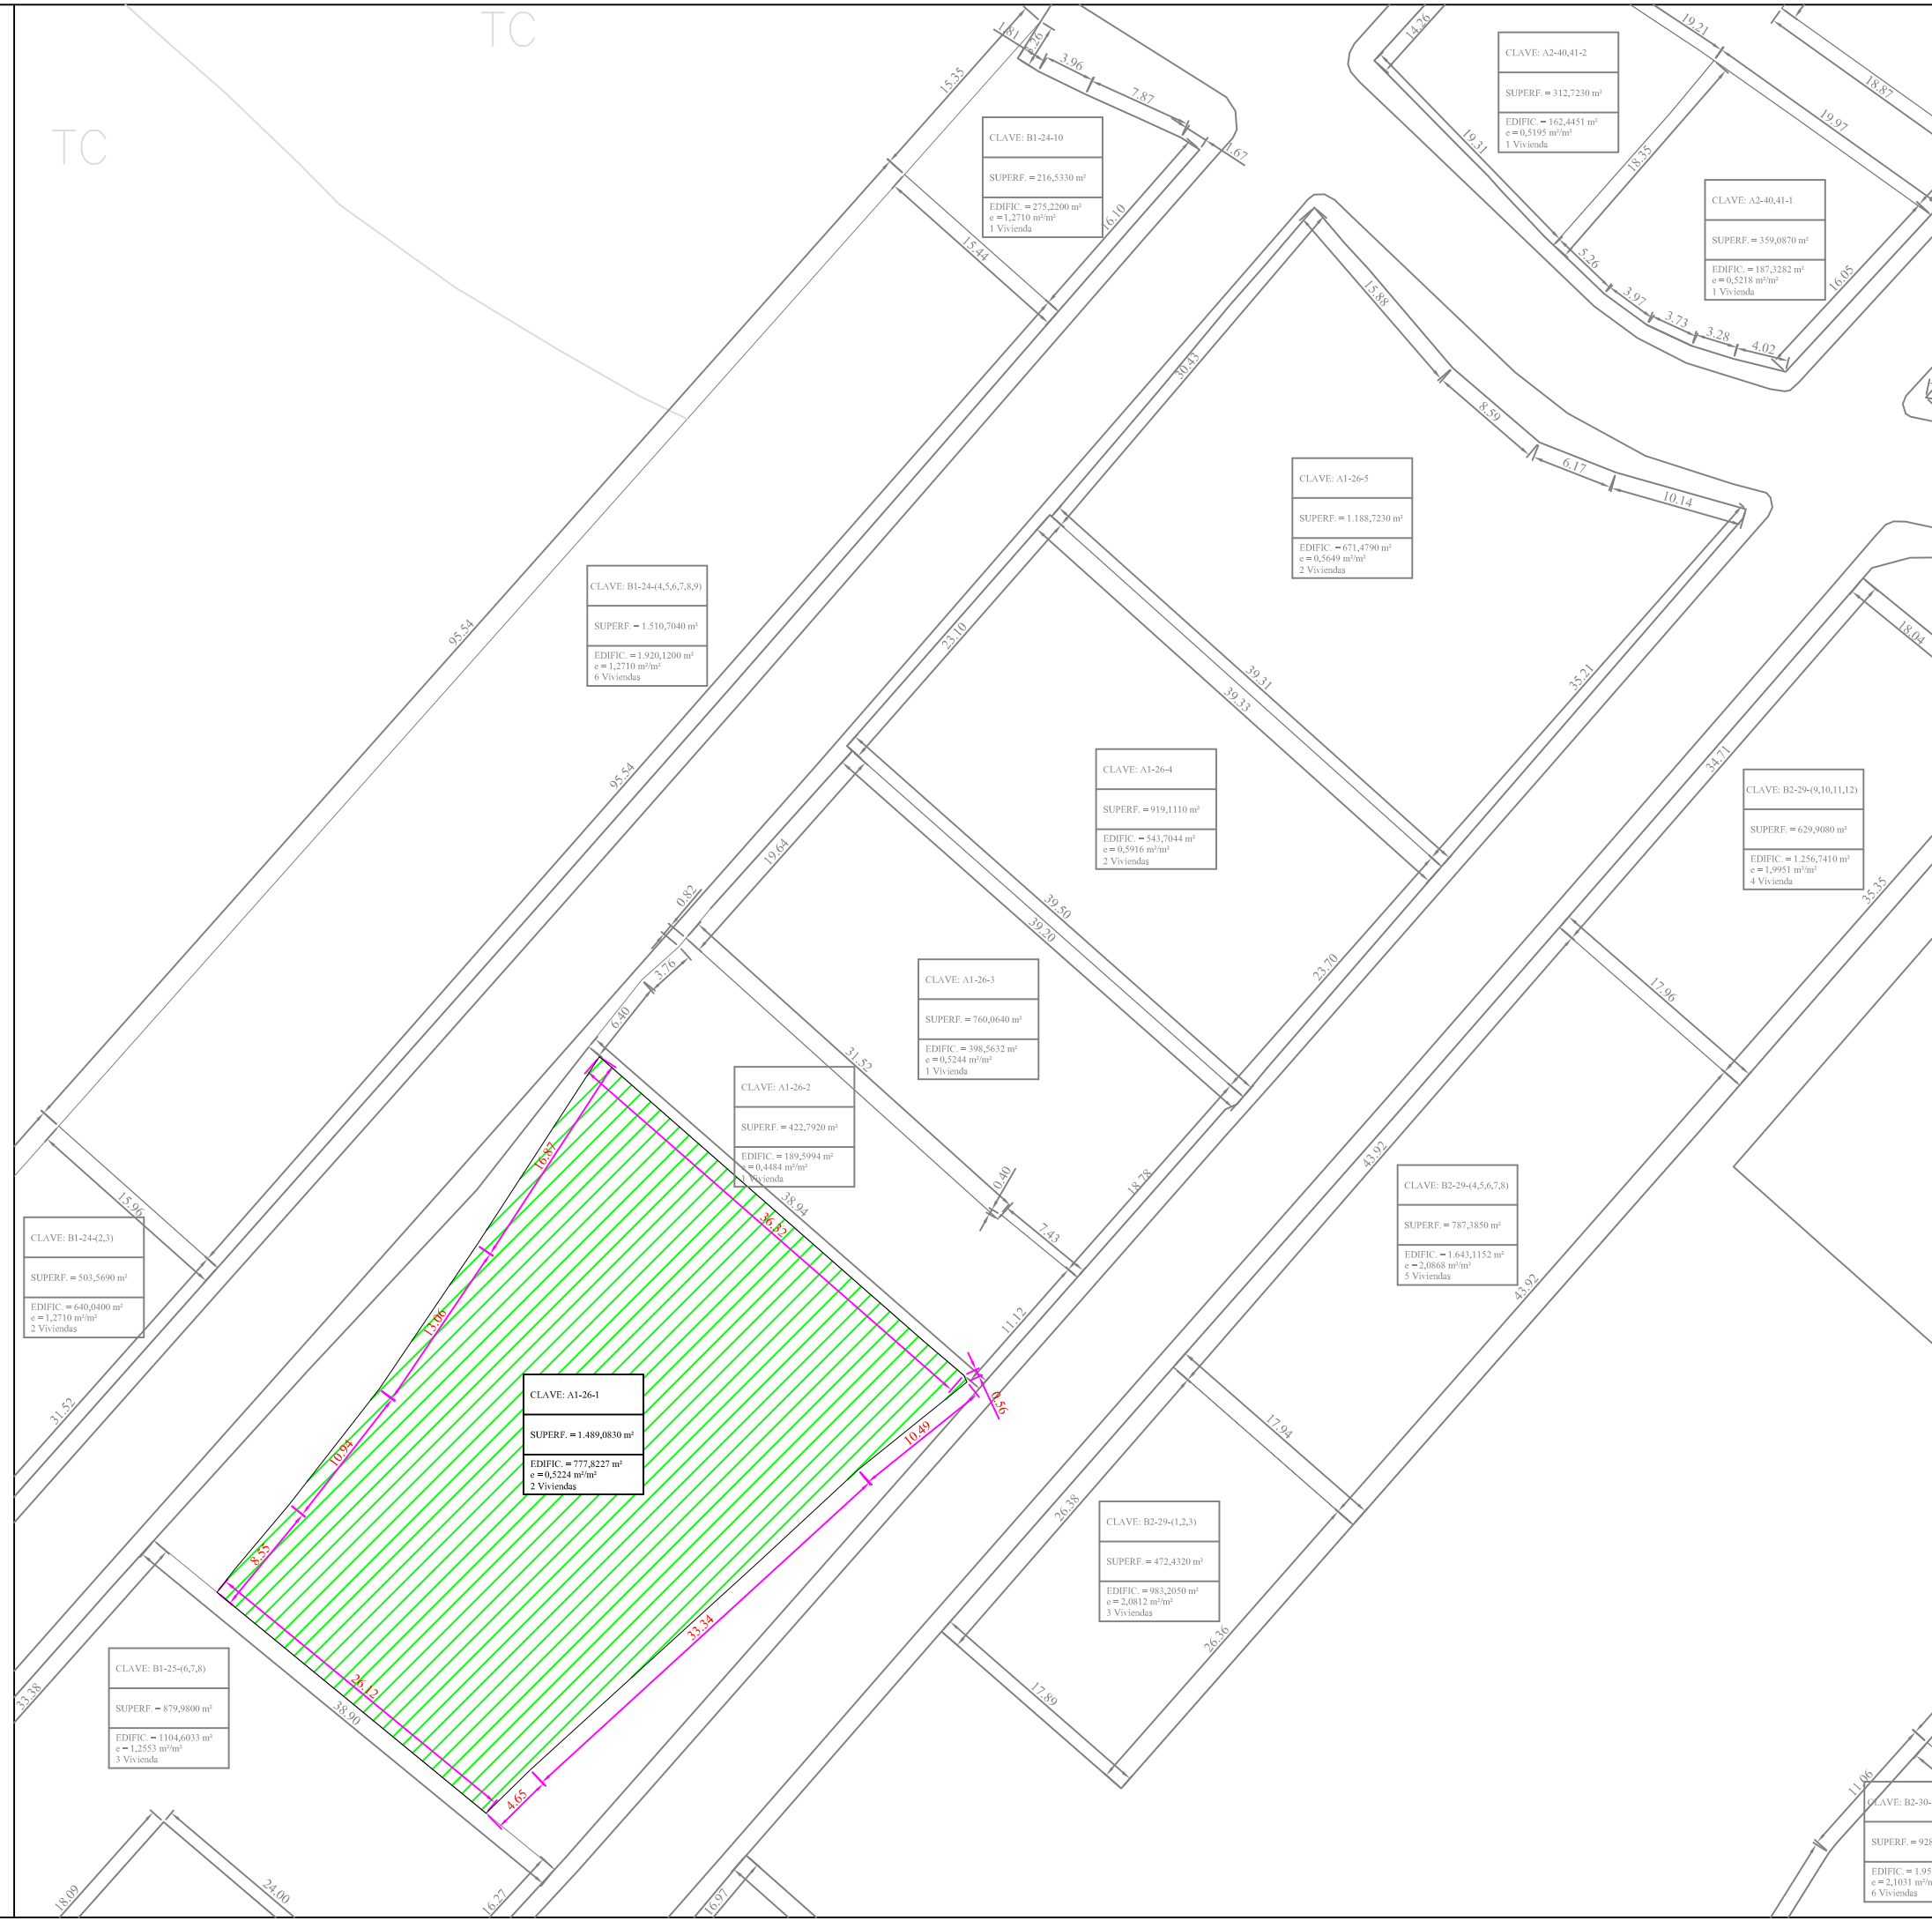 TC
TC
1.81
15.35
3.96
7.87
1.67
16.10
15.44
CLAVE: B1-24-10
SUPERF. = 216,5330 m²
EDIFIC. = 275,2200 m²
e = 1,2710 m²/m²
1 Vivienda
14.26
19.31
18.35
19.21
18.87
19.97
CLAVE: A2-40,41-2
SUPERF. = 312,7230 m²
EDIFIC. = 162,4451 m²
e = 0,5195 m²/m²
1 Vivienda
CLAVE: A2-40,41-1
SUPERF. = 359,0870 m²
EDIFIC. = 187,3282 m²
e = 0,5218 m²/m²
1 Vivienda
5.26
3.97
3.73
3.28
4.02
16.05
15.88
30.43
8.59
6.17
10.14
CLAVE: A1-26-5
SUPERF. = 1.188,7230 m²
EDIFIC. = 671,4790 m²
e = 0,5649 m²/m²
2 Viviendas
35.21
39.31
39.33
23.10
95.54
95.54
CLAVE: B1-24-(4,5,6,7,8,9)
SUPERF. = 1.510,7040 m²
EDIFIC. = 1.920,1200 m²
e = 1,2710 m²/m²
6 Viviendas
CLAVE: A1-26-4
SUPERF. = 919,1110 m²
EDIFIC. = 543,7044 m²
e = 0,5916 m²/m²
2 Viviendas
18.04
34.71
35.35
CLAVE: B2-29-(9,10,11,12)
SUPERF. = 629,9080 m²
EDIFIC. = 1.256,7410 m²
e = 1,9951 m²/m²
4 Vivienda
19.64
0.82
3.76
6.40
39.50
39.20
23.70
17.96
CLAVE: A1-26-3
SUPERF. = 760,0640 m²
EDIFIC. = 398,5632 m²
e = 0,5244 m²/m²
1 Vivienda
31.52
CLAVE: A1-26-2
SUPERF. = 422,7920 m²
EDIFIC. = 189,5994 m²
e = 0,4484 m²/m²
1 Vivienda
38.94
36.32
16.87
13.06
10.94
8.55
0.40
7.43
18.78
11.12
0.56
10.49
43.92
43.92
CLAVE: B2-29-(4,5,6,7,8)
SUPERF. = 787,3850 m²
EDIFIC. = 1.643,1152 m²
e = 2,0868 m²/m²
5 Viviendas
15.96
CLAVE: B1-24-(2,3)
SUPERF. = 503,5690 m²
EDIFIC. = 640,0400 m²
e = 1,2710 m²/m²
2 Viviendas
31.52
CLAVE: A1-26-1
SUPERF. = 1.489,0830 m²
EDIFIC. = 777,8227 m²
e = 0,5224 m²/m²
2 Viviendas
17.94
26.38
CLAVE: B2-29-(1,2,3)
SUPERF. = 472,4320 m²
EDIFIC. = 983,2050 m²
e = 2,0812 m²/m²
3 Viviendas
26.36
17.89
33.34
26.12
38.90
4.65
33.38
CLAVE: B1-25-(6,7,8)
SUPERF. = 879,9800 m²
EDIFIC. = 1104,6033 m²
e = 1,2553 m²/m²
3 Vivienda
18.09
24.00
16.27
16.97
11.06
CLAVE: B2-30-
SUPERF. = 928
EDIFIC. = 1.95
e = 2,1031 m²/m
6 Viviendas